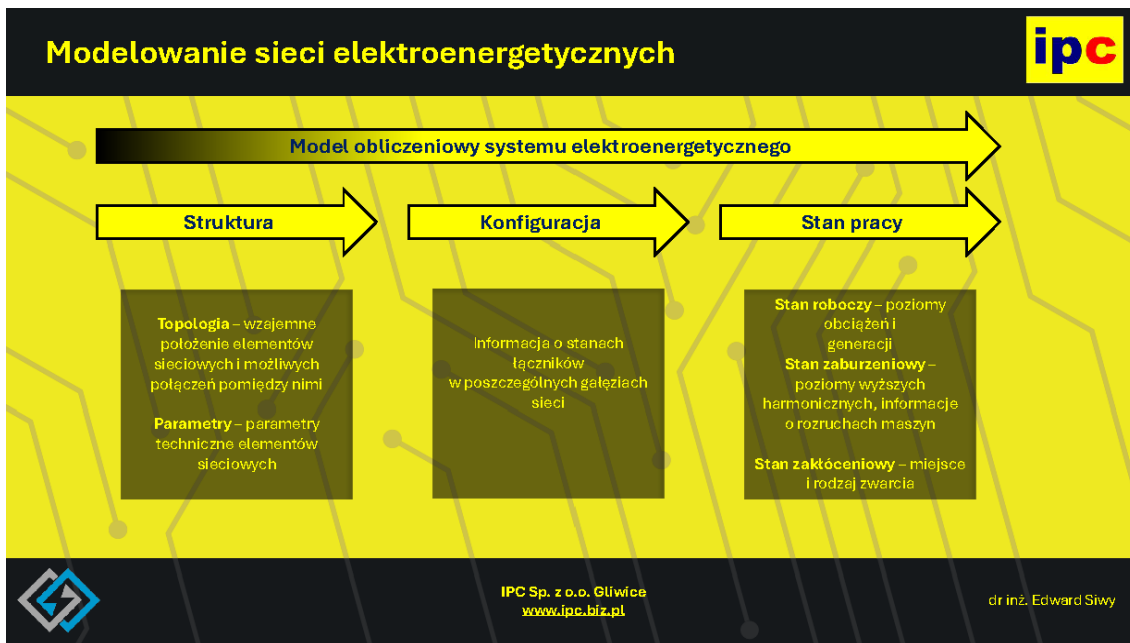 Modelowanie sieci elektroenergetycznych
ipc
Model obliczeniowy systemu elektroenergetycznego
Struktura
Konfiguracja
Stan pracy
Topologia – wzajemne
położenie elementów
sieciowych i możliwych
połączeń pomiędzy nimi
Parametry – parametry
techniczne elementów
sieciowych
Informacja o stanach
łączników
w poszczególnych gałęziach
sieci
Stan roboczy – poziomy
obciążeń i
generacji
Stan zaburzeniowy –
poziomy wyższych
harmonicznych, informacje
o rozruchach maszyn
Stan zakłóceniowy – miejsce
i rodzaj zwarcia
IPC Sp. z o.o. Gliwice
www.ipc.biz.pl
dr inż. Edward Siwy